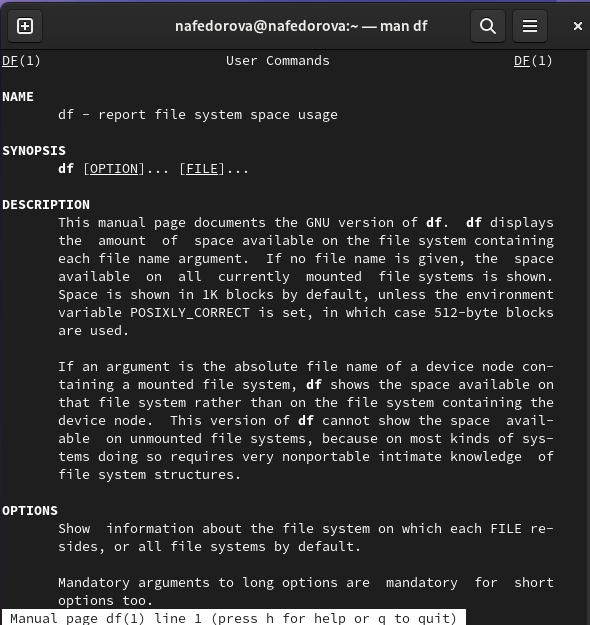 nafedorova@nafedorova:~ — man df
DF(1) User Commands DF(1)
NAME
df - report file system space usage
SYNOPSIS
df [OPTION]... [FILE]...
DESCRIPTION
This manual page documents the GNU version of df.  df displays
the  amount  of  space available on the file system containing
each file name argument.  If no file name is given, the  space
available  on  all  currently  mounted  file systems is shown.
Space is shown in 1K blocks by default, unless the environment
variable POSIXLY_CORRECT is set, in which case 512-byte blocks
are used.
If an argument is the absolute file name of a device node con-
taining a mounted file system, df shows the space available on
that file system rather than on the file system containing the
device node.  This version of df cannot show the space  avail-
able  on unmounted file systems, because on most kinds of sys-
tems doing so requires very nonportable intimate knowledge  of
file system structures.
OPTIONS
Show  information about the file system on which each FILE re-
sides, or all file systems by default.
Mandatory arguments to long options are  mandatory  for  short
options too.
Manual page df(1) line 1 (press h for help or q to quit)